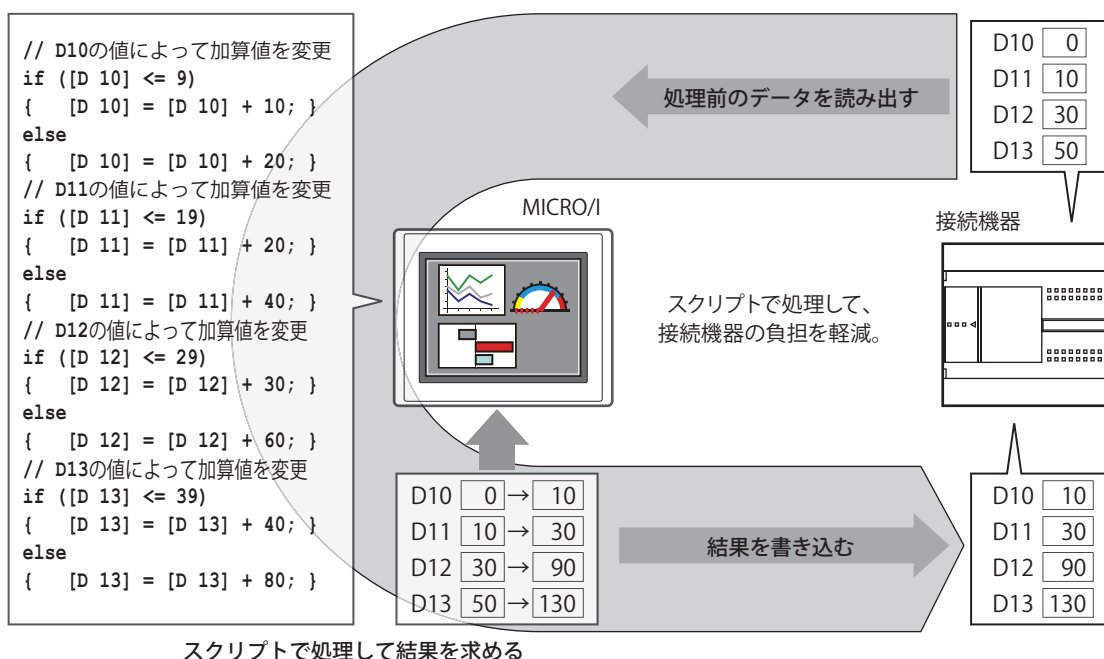 // D10の値によって加算値を変更
if ([D 10] <= 9)
{   [D 10] = [D 10] + 10; }
else
{   [D 10] = [D 10] + 20; }
// D11の値によって加算値を変更
if ([D 11] <= 19)
{   [D 11] = [D 11] + 20; }
else
{   [D 11] = [D 11] + 40; }
// D12の値によって加算値を変更
if ([D 12] <= 29)
{   [D 12] = [D 12] + 30; }
else
{   [D 12] = [D 12] + 60; }
// D13の値によって加算値を変更
if ([D 13] <= 39)
{   [D 13] = [D 13] + 40; }
else
{   [D 13] = [D 13] + 80; }
処理前のデータを読み出す
D10 0
D11 10
D12 30
D13 50
MICRO/I
接続機器
スクリプトで処理して、
接続機器の負担を軽減。
D10 0→10
D11 10→30
D12 30→90
D13 50→130
結果を書き込む
D10 10
D11 30
D12 90
D13 130
スクリプトで処理して結果を求める